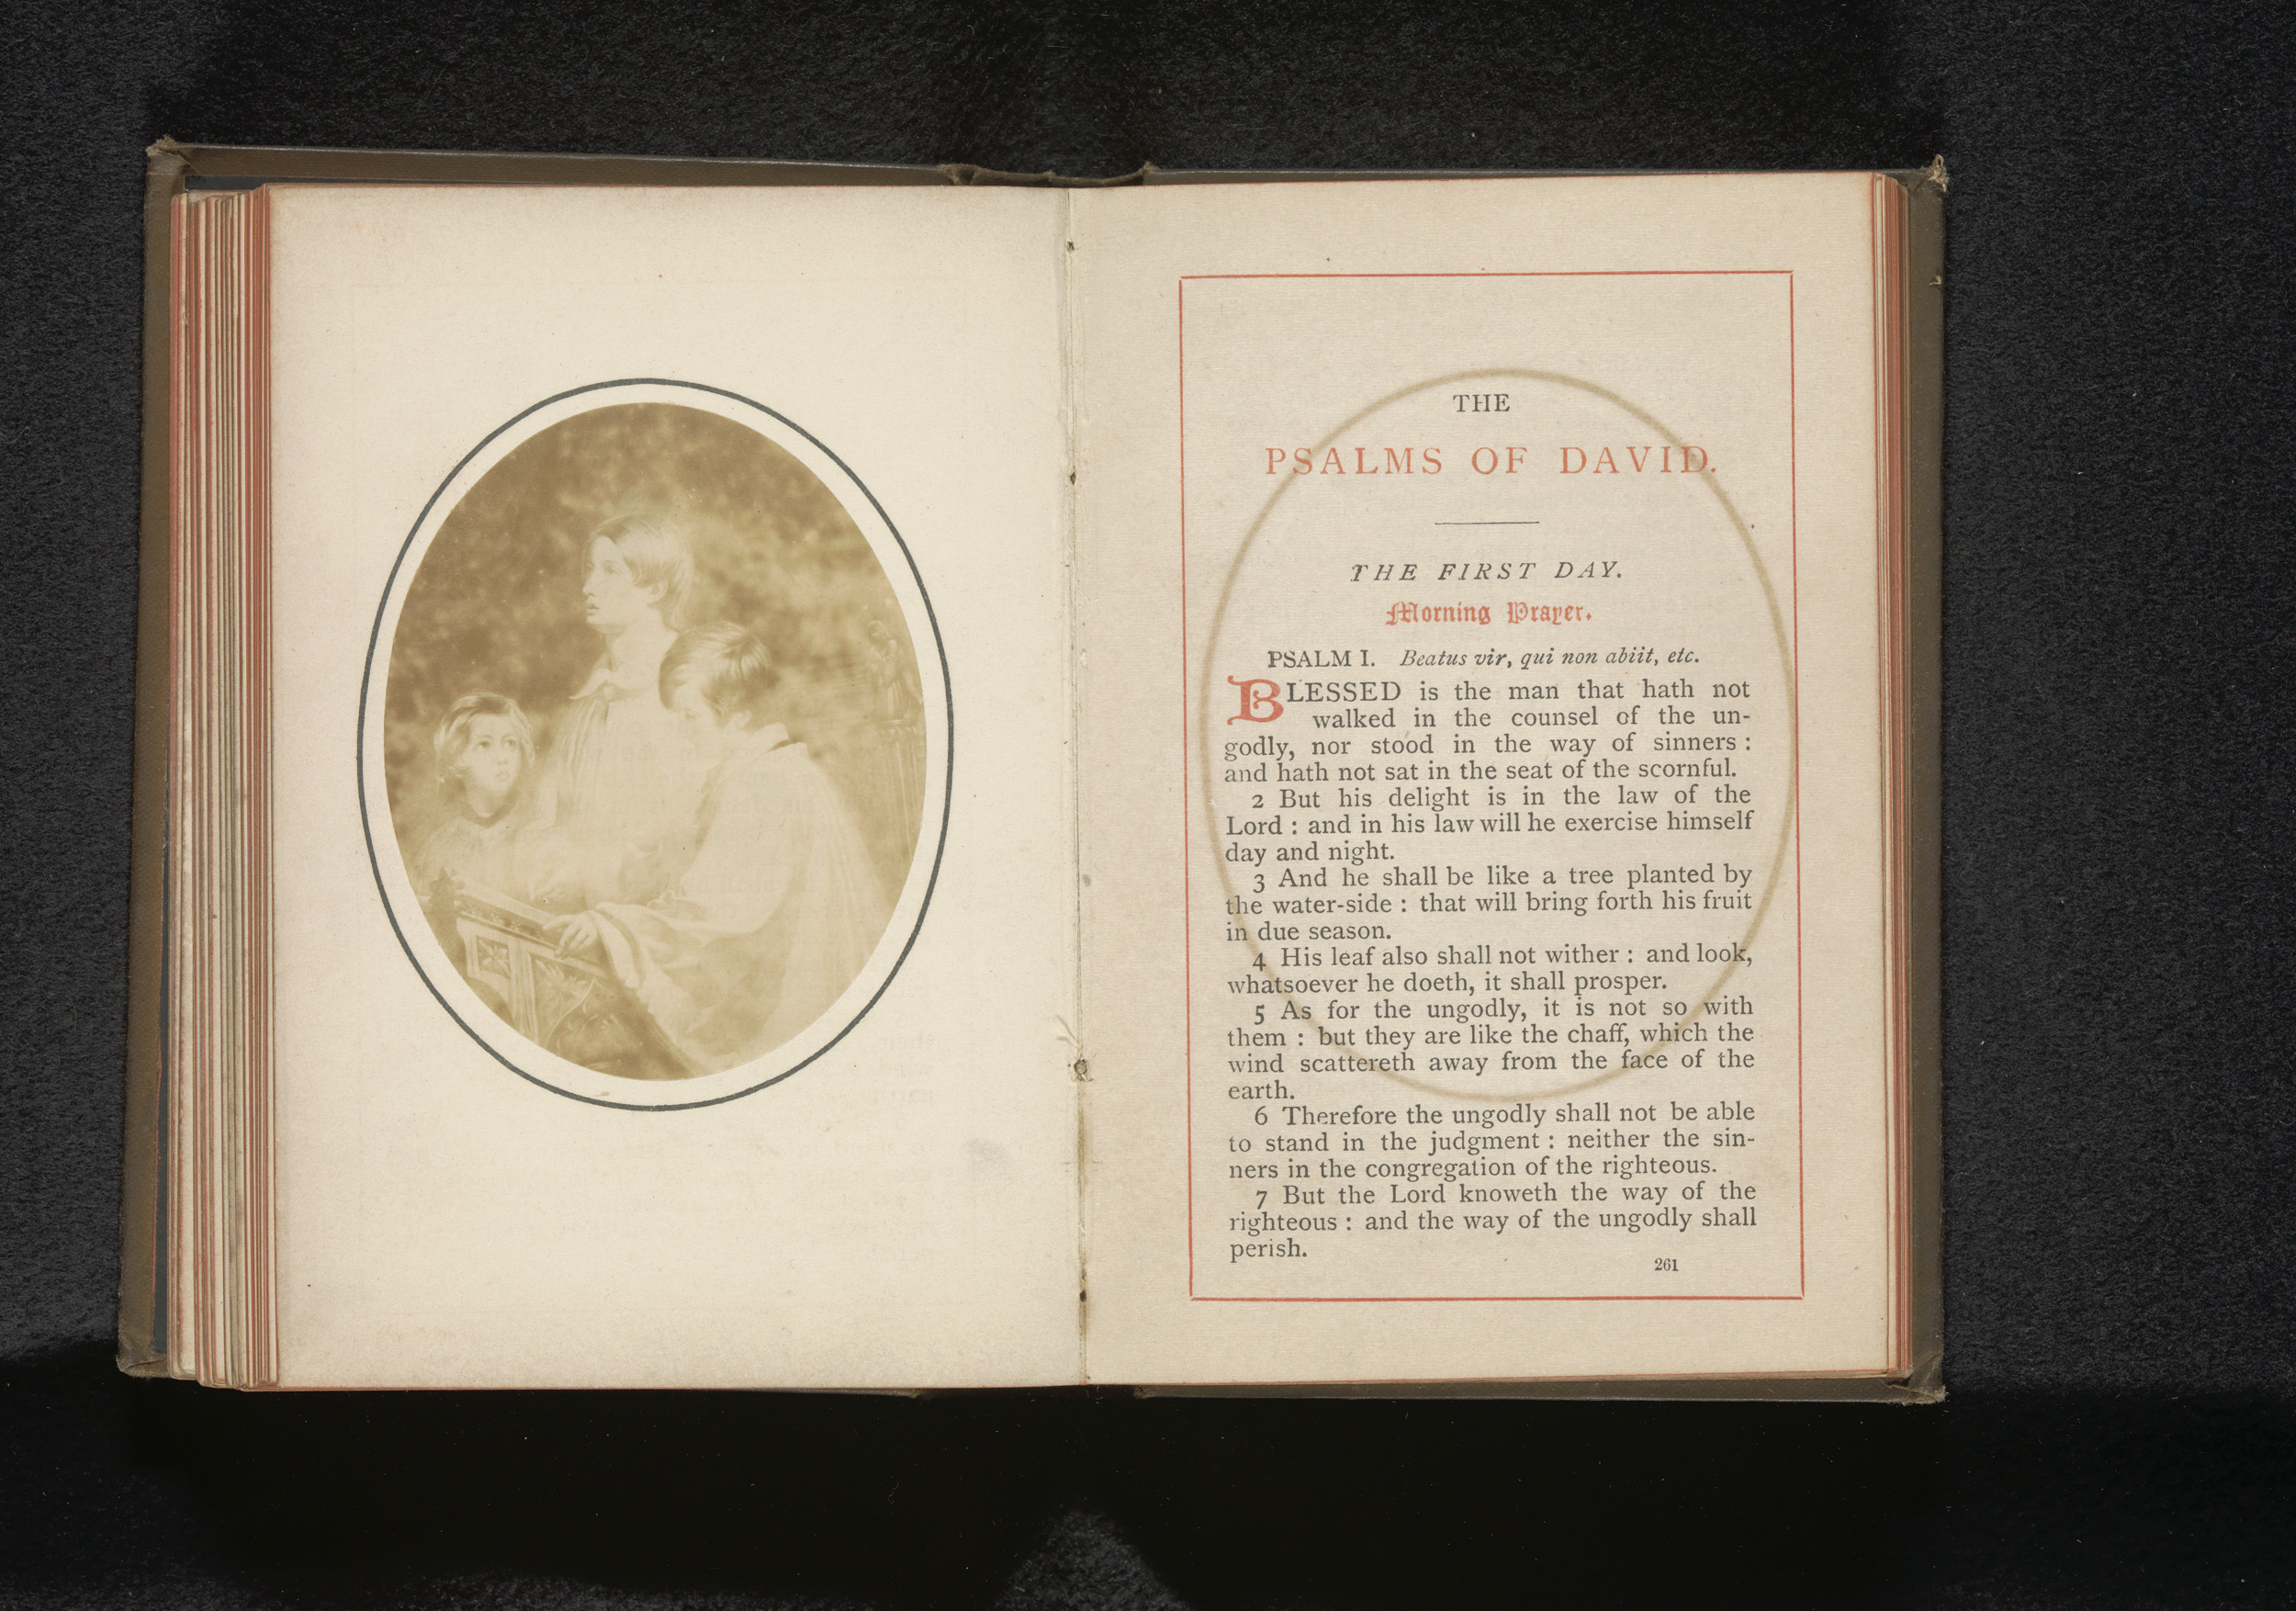 THE
PSALMS OF DAVID.
THE FIRST DAY.
Morning Prayer.
PSALM I. Beatus vir, qui non abiit, etc.
BLESSED is the man that hath not
walked in the counsel of the un-
godly, nor stood in the way of sinners :
and hath not sat in the seat of the scornful.
2 But his delight is in the law of the
Lord : and in his law will he exercise himself
day and night.
3 And he shall be like a tree planted by
the water-side : that will bring forth his fruit
in due season.
4 His leaf also shall not wither : and look,
whatsoever he doeth, it shall prosper.
5 As for the ungodly, it is not so with
them : but they are like the chaff, which the
wind scattereth away from the face of the
earth.
6 Therefore the ungodly shall not be able
to stand in the judgment : neither the sin-
ners in the congregation of the righteous.
7 But the Lord knoweth the way of the
righteous : and the way of the ungodly shall
perish.
261